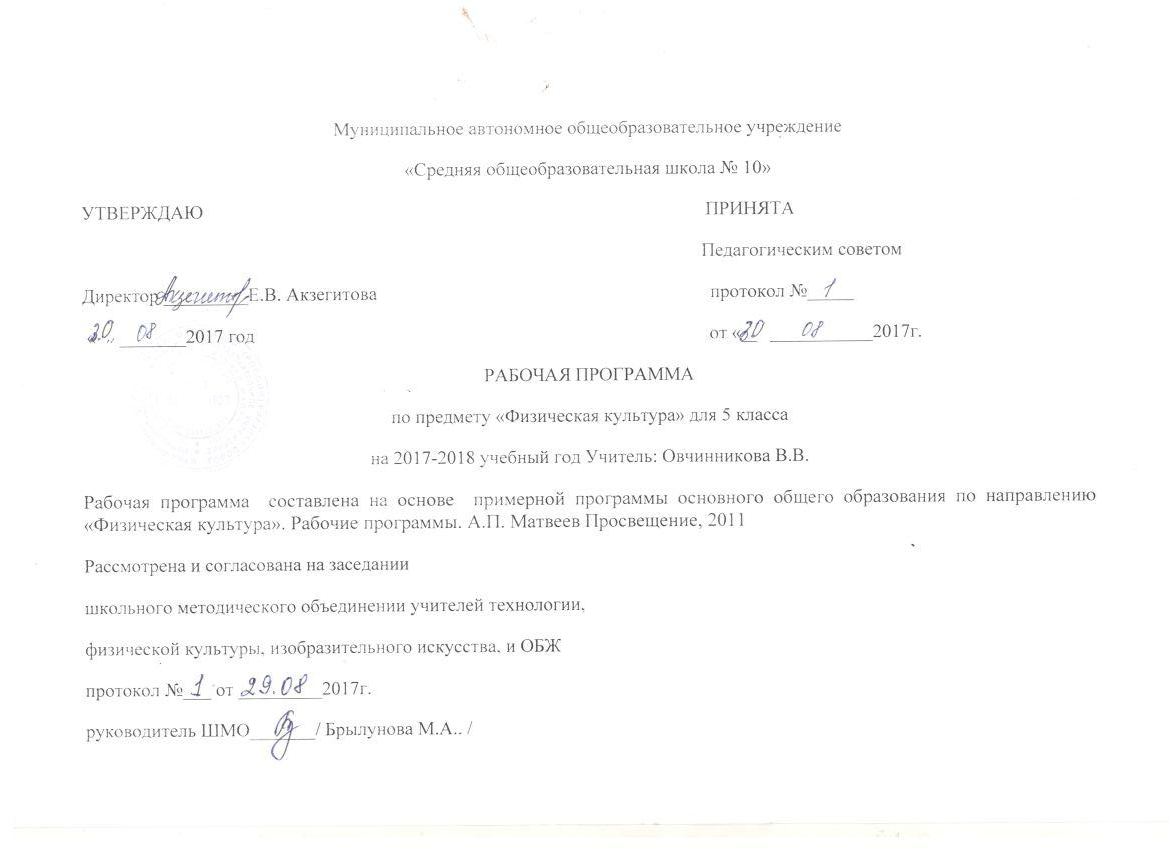 Муниципальное автономное общеобразовательное учреждение
«Средняя общеобразовательная школа № 10»
УТВЕРЖДАЮ
ПРИНЯТА
Педагогическим советом
Директор Акзегитова Е.В. Акзегитова
протокол № 1
30. 08 2017 год
от «30 08 2017г.
РАБОЧАЯ ПРОГРАММА
по предмету «Физическая культура» для 5 класса
на 2017-2018 учебный год Учитель: Овчинникова В.В.
Рабочая программа составлена на основе примерной программы основного общего образования по направлению
«Физическая культура». Рабочие программы. А.П. Матвеев Просвещение, 2011
Рассмотрена и согласована на заседании
школьного методического объединении учителей технологии,
физической культуры, изобразительного искусства, и ОБЖ
протокол № 1 от 29.08 2017г.
руководитель ШМО / Брылунова М.А.. /